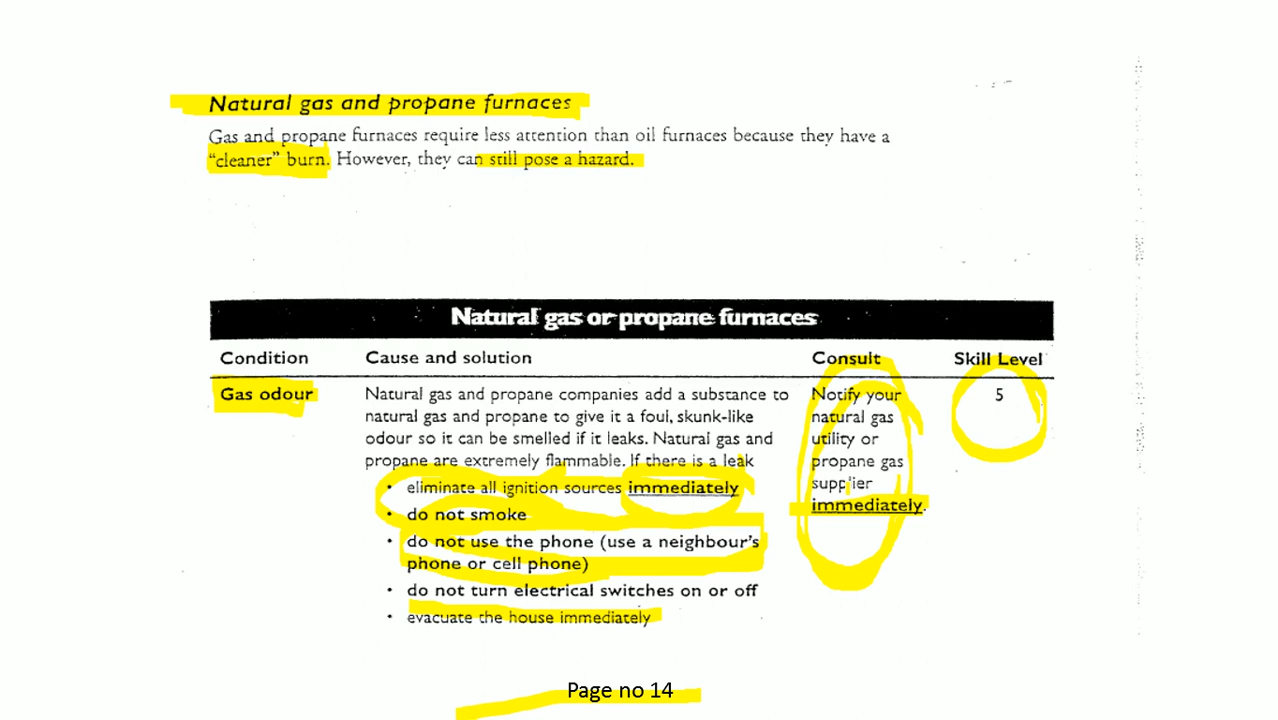 Natural gas and propane furnaces
Gas and propane furnaces require less attention than oil furnaces because they have a
“cleaner” burn. However, they can still pose a hazard.
Natural gas or propane furnaces
Condition Cause and solution Consult Skill Level
Gas odour Natural gas and propane companies add a substance to Notify your 5
natural gas and propane to give it a foul, skunk-like natural gas
odour so it can be smelled if it leaks. Natural gas and utility or
propane are extremely flammable. If there is a leak propane gas
• eliminate all ignition sources immediately supplier
• do not smoke immediately.
• do not use the phone (use a neighbour’s
phone or cell phone)
• do not turn electrical switches on or off
• evacuate the house immediately
Page no 14